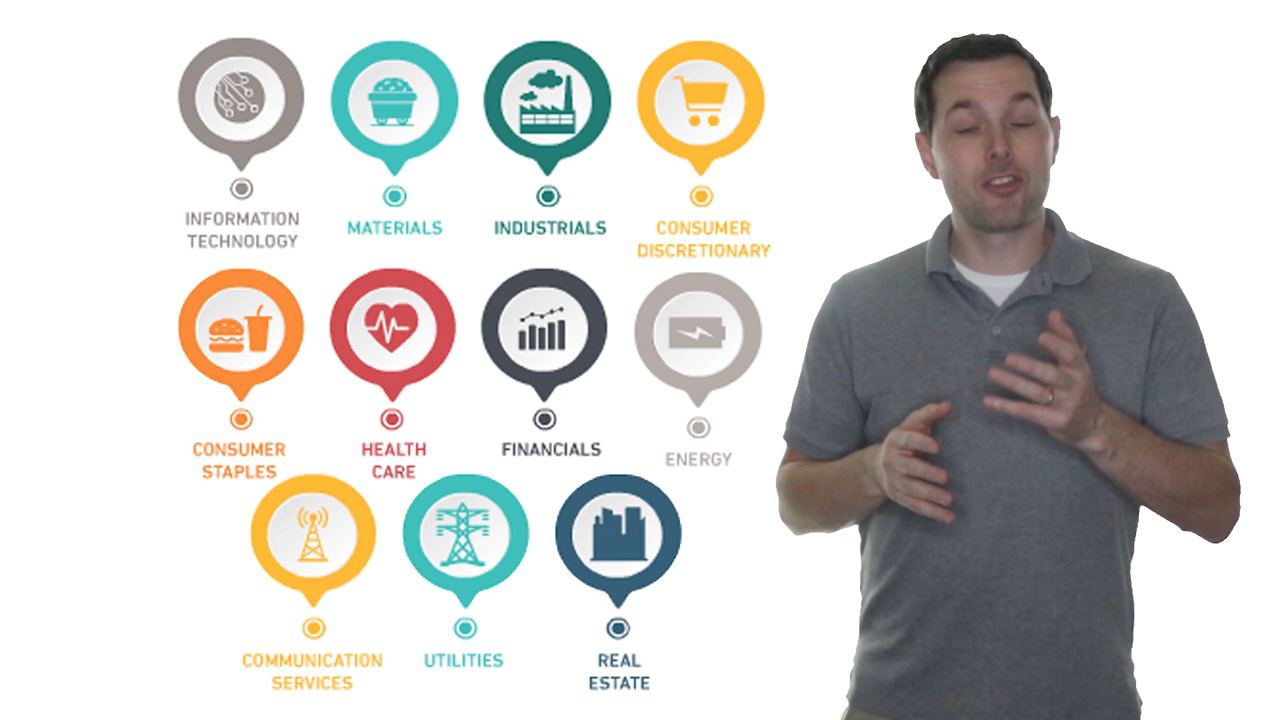 INFORMATION
TECHNOLOGY
MATERIALS
INDUSTRIALS
CONSUMER
DISCRETIONARY
CONSUMER
STAPLES
HEALTH
CARE
FINANCIALS
ENERGY
COMMUNICATION
SERVICES
UTILITIES
REAL
ESTATE